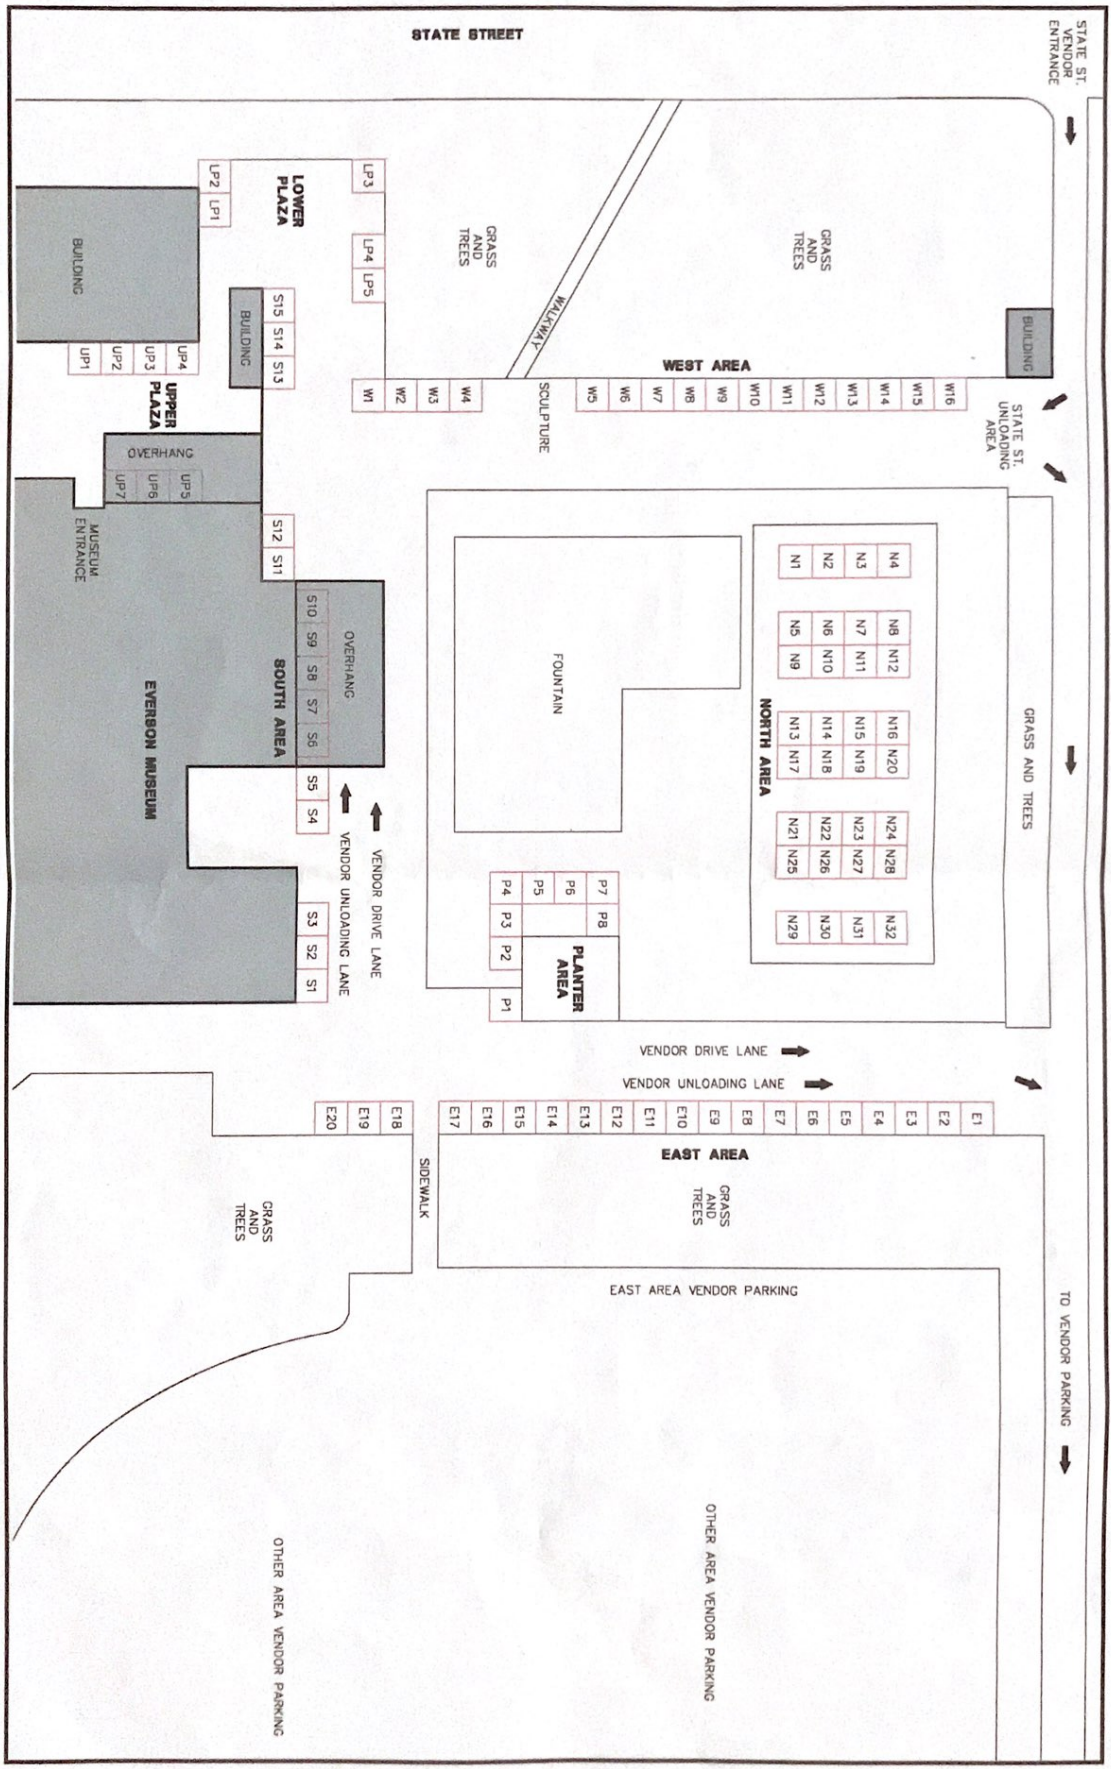 STATE STREET
STATE ST.
VENDOR
ENTRANCE
LP3
LP2
LP1
LOWER
PLAZA
GRASS
AND
TREES
GRASS
AND
TREES
LP4
LP5
BUILDING
S15
S14
S13
BUILDING
WALKWAY
BUILDING
UP1
UP2
UP3
UP4
UPPER
PLAZA
WEST AREA
W1
W2
W3
W4
SCULPTURE
W5
W6
W7
W8
W9
W10
W11
W12
W13
W14
W15
W16
STATE ST.
UNLOADING
AREA
OVERHANG
UP7
UP6
UP5
MUSEUM
ENTRANCE
S12
S11
N1
N2
N3
N4
S10
S9
S8
S7
S6
OVERHANG
SOUTH AREA
EVERSON MUSEUM
FOUNTAIN
N5
N6
N7
N8
N9
N10
N11
N12
NORTH AREA
N13
N14
N15
N16
N17
N18
N19
N20
GRASS AND TREES
S5
S4
VENDOR UNLOADING LANE
VENDOR DRIVE LANE
N21
N22
N23
N24
N25
N26
N27
N28
P4
P5
P6
P7
P3
P8
P2
P1
PLANTER
AREA
N29
N30
N31
N32
S3
S2
S1
VENDOR DRIVE LANE
VENDOR UNLOADING LANE
E20
E19
E18
E17
E16
E15
E14
E13
E12
E11
E10
E9
E8
E7
E6
E5
E4
E3
E2
E1
EAST AREA
SIDEWALK
GRASS
AND
TREES
GRASS
AND
TREES
EAST AREA VENDOR PARKING
TO VENDOR PARKING
OTHER AREA VENDOR PARKING
OTHER AREA VENDOR PARKING